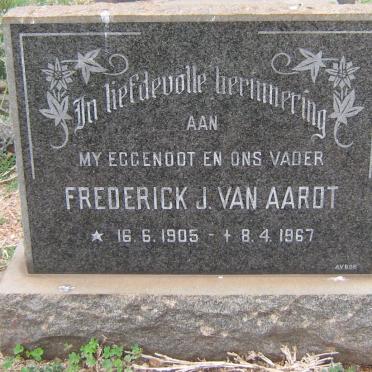 In liefdevolle herinnering
AAN
MY EGGENOOT EN ONS VADER
FREDERICK J. VAN AARDT
* 16. 6. 1905 - + 8. 4. 1967